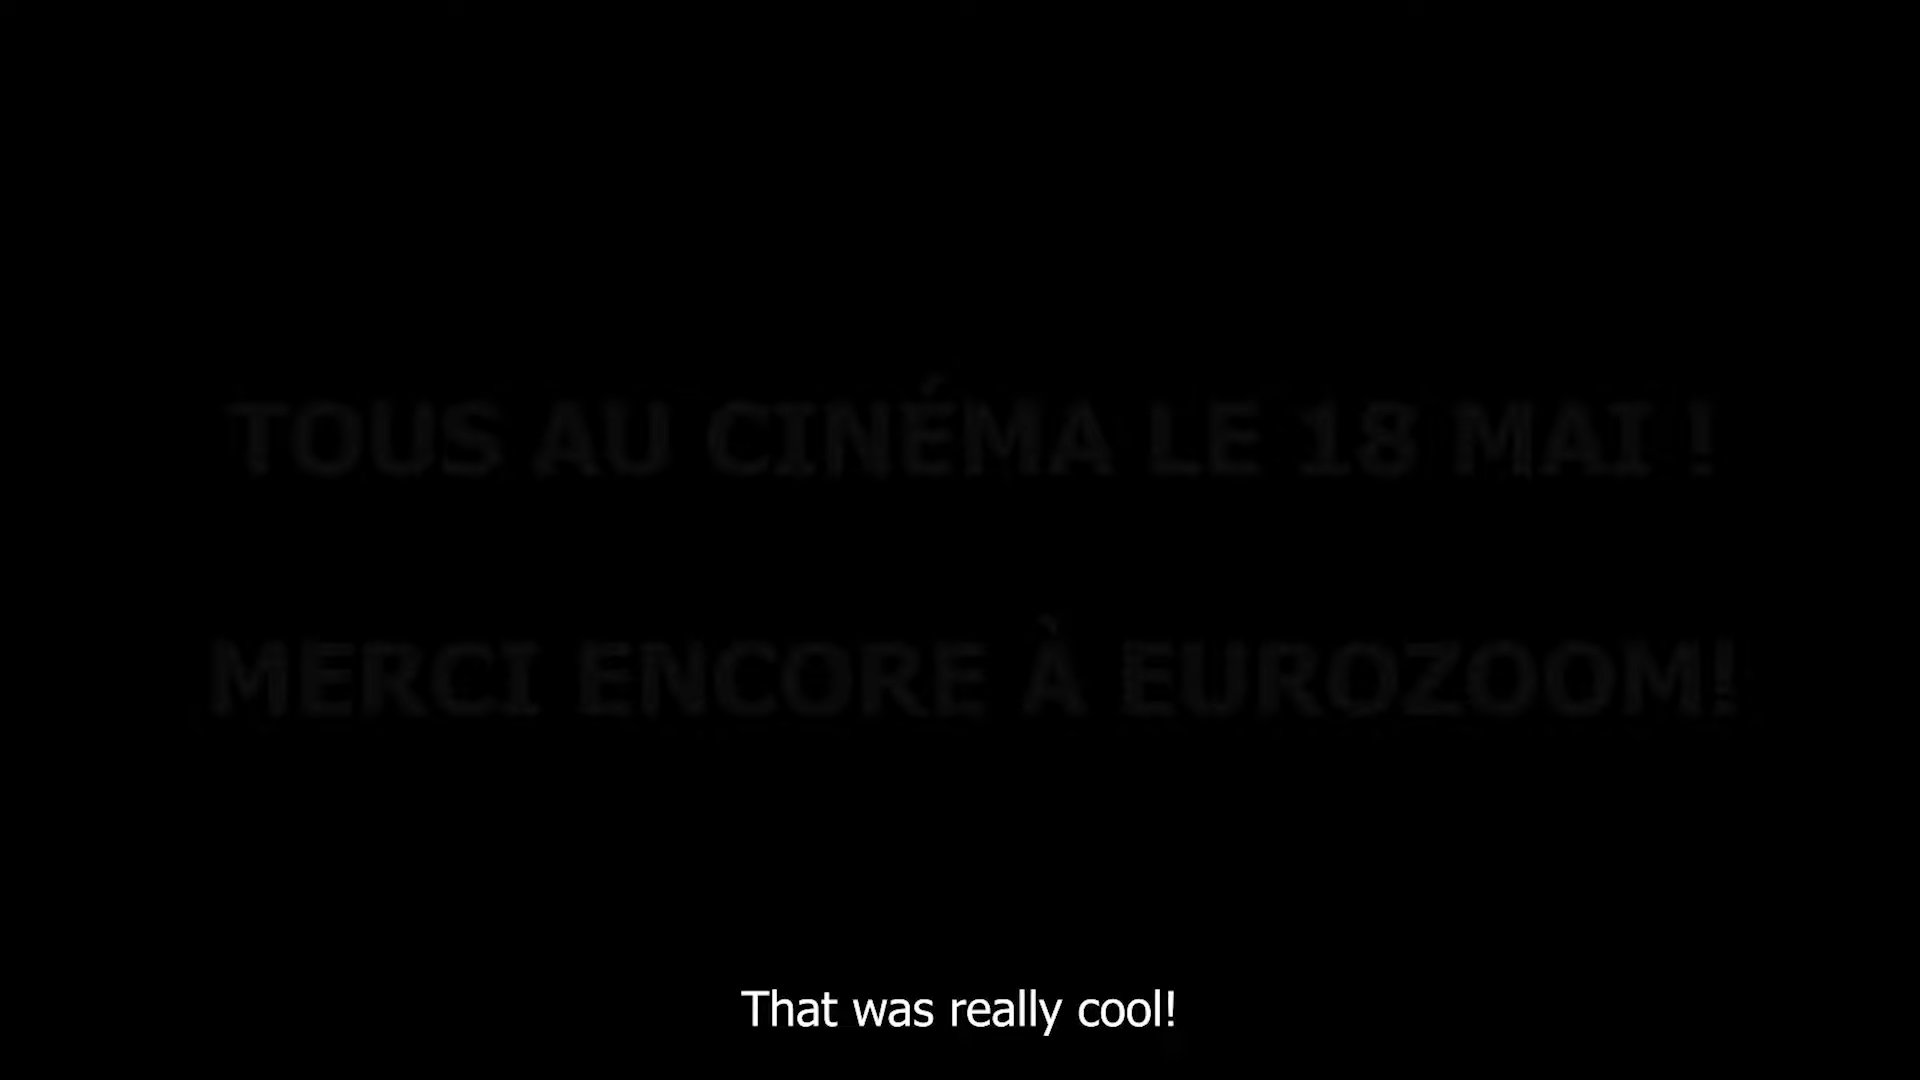 TOUS AU CINÉMA LE 18 MAI !
MERCI ENCORE À EUROZOOM!
That was really cool!